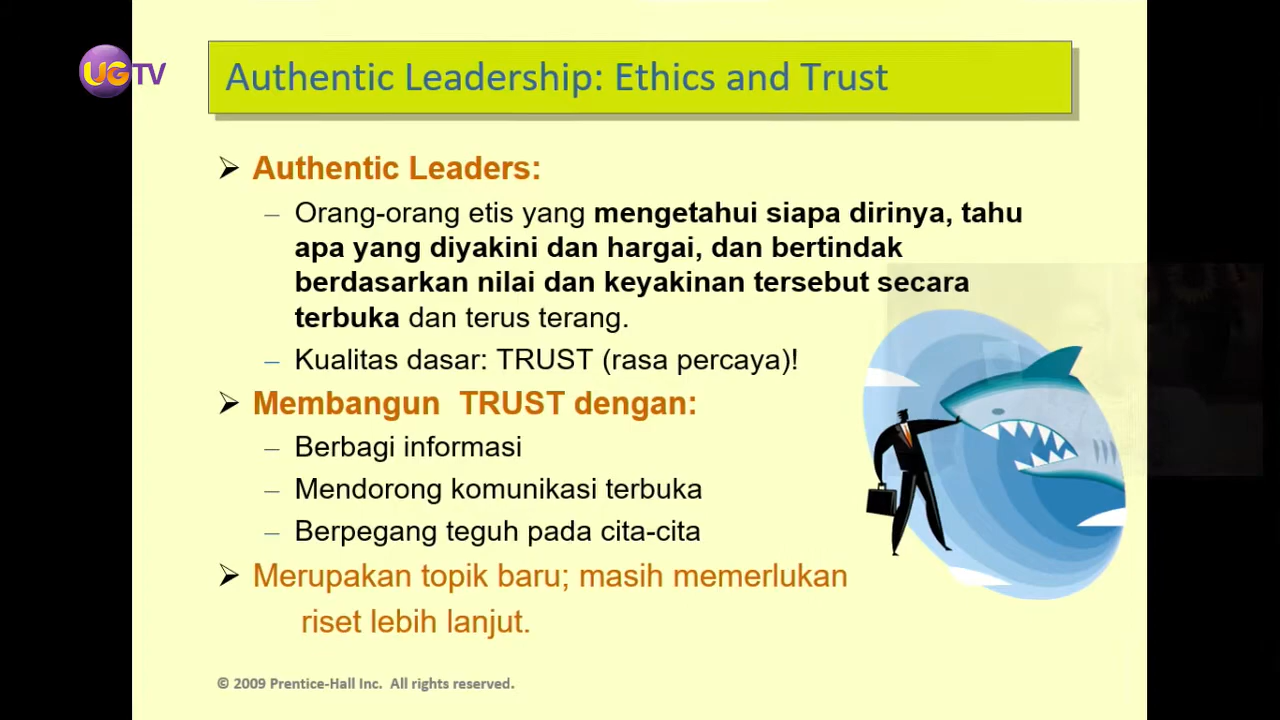 UGTV
Authentic Leadership: Ethics and Trust
Authentic Leaders:
– Orang-orang etis yang mengetahui siapa dirinya, tahu
apa yang diyakini dan hargai, dan bertindak
berdasarkan nilai dan keyakinan tersebut secara
terbuka dan terus terang.
– Kualitas dasar: TRUST (rasa percaya)!
Membangun TRUST dengan:
– Berbagi informasi
– Mendorong komunikasi terbuka
– Berpegang teguh pada cita-cita
Merupakan topik baru; masih memerlukan
riset lebih lanjut.
© 2009 Prentice-Hall Inc. All rights reserved.